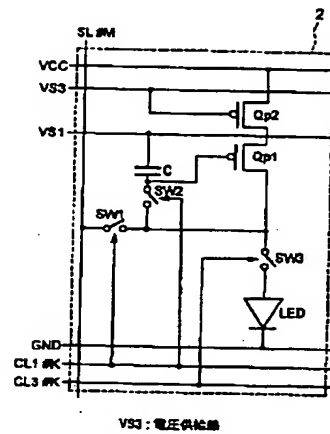 2
SL #M
VCC
VS3
Qp2
VS1
Qp1
C
SW2
SW1
SW3
LED
GND
CL1 #K
CL3 #K
VS3 : 電圧供給線